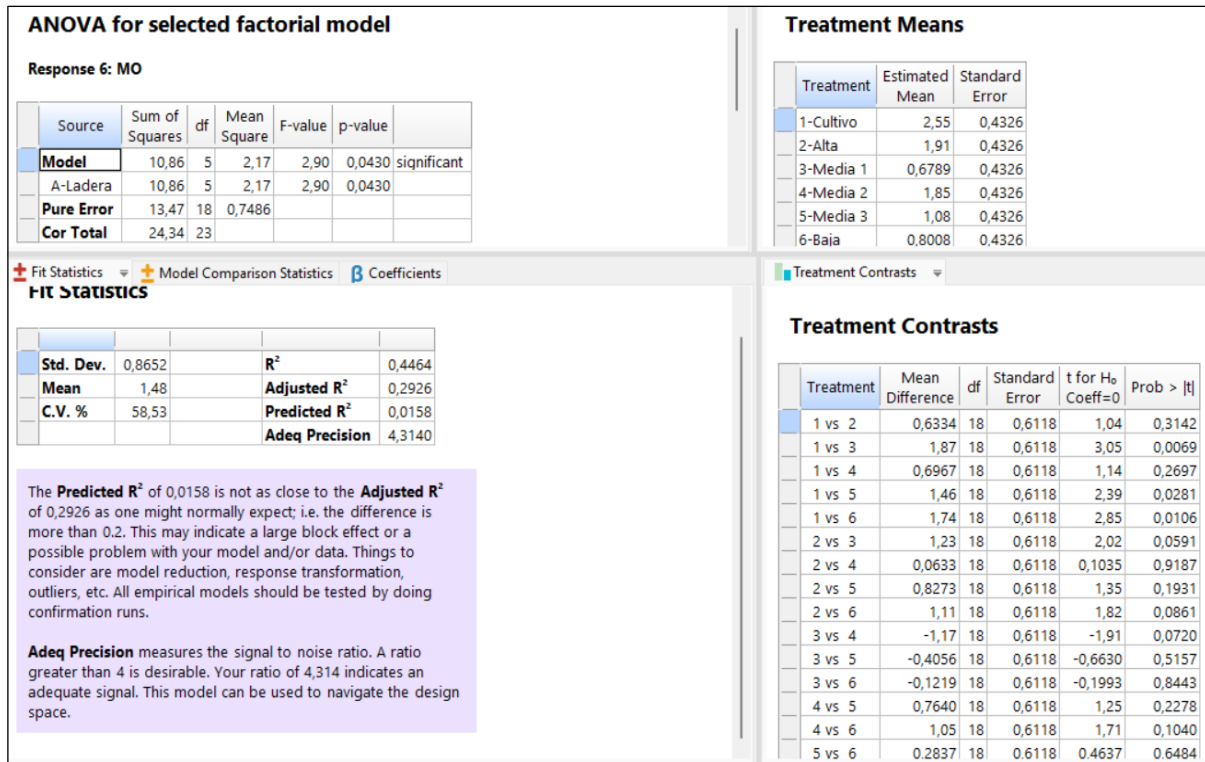 ANOVA for selected factorial model
Response 6: MO
Source Sum of Squares df Mean Square F-value p-value
Model 10,86 5 2,17 2,90 0,0430 significant
A-Ladera 10,86 5 2,17 2,90 0,0430
Pure Error 13,47 18 0,7486
Cor Total 24,34 23
Treatment Means
Treatment Estimated Mean Standard Error
1-Cultivo 2,55 0,4326
2-Alta 1,91 0,4326
3-Media 1 0,6789 0,4326
4-Media 2 1,85 0,4326
5-Media 3 1,08 0,4326
6-Baja 0,8008 0,4326
Fit Statistics Model Comparison Statistics β Coefficients
Fit Statistics
Std. Dev. 0,8652 R² 0,4464
Mean 1,48 Adjusted R² 0,2926
C.V. % 58,53 Predicted R² 0,0158
Adeq Precision 4,3140
The Predicted R² of 0,0158 is not as close to the Adjusted R²
of 0,2926 as one might normally expect; i.e. the difference is
more than 0.2. This may indicate a large block effect or a
possible problem with your model and/or data. Things to
consider are model reduction, response transformation,
outliers, etc. All empirical models should be tested by doing
confirmation runs.
Adeq Precision measures the signal to noise ratio. A ratio
greater than 4 is desirable. Your ratio of 4,314 indicates an
adequate signal. This model can be used to navigate the design
space.
Treatment Contrasts
Treatment Contrasts
Treatment Mean Difference df Standard Error t for H₀ Coeff=0 Prob > |t|
1 vs 2 0,6334 18 0,6118 1,04 0,3142
1 vs 3 1,87 18 0,6118 3,05 0,0069
1 vs 4 0,6967 18 0,6118 1,14 0,2697
1 vs 5 1,46 18 0,6118 2,39 0,0281
1 vs 6 1,74 18 0,6118 2,85 0,0106
2 vs 3 1,23 18 0,6118 2,02 0,0591
2 vs 4 0,0633 18 0,6118 0,1035 0,9187
2 vs 5 0,8273 18 0,6118 1,35 0,1931
2 vs 6 1,11 18 0,6118 1,82 0,0861
3 vs 4 -1,17 18 0,6118 -1,91 0,0720
3 vs 5 -0,4056 18 0,6118 -0,6630 0,5157
3 vs 6 -0,1219 18 0,6118 -0,1993 0,8443
4 vs 5 0,7640 18 0,6118 1,25 0,2278
4 vs 6 1,05 18 0,6118 1,71 0,1040
5 vs 6 0,2837 18 0,6118 0,4637 0,6484